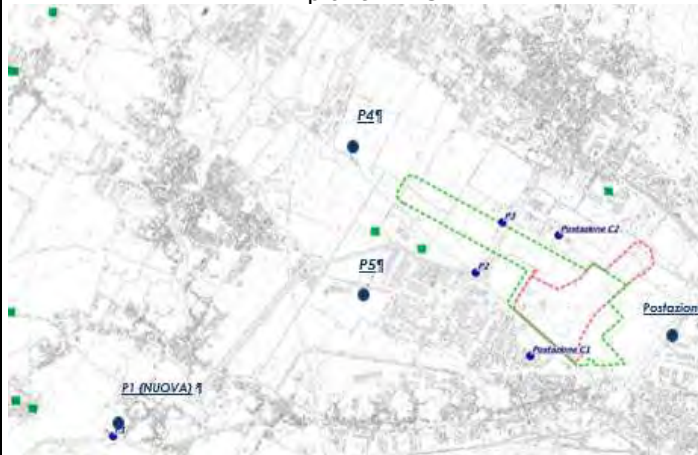 P4¶
P3
Postazione C2
P5¶
P2
Postazion
Postazione C1
P1 (NUOVA) ¶